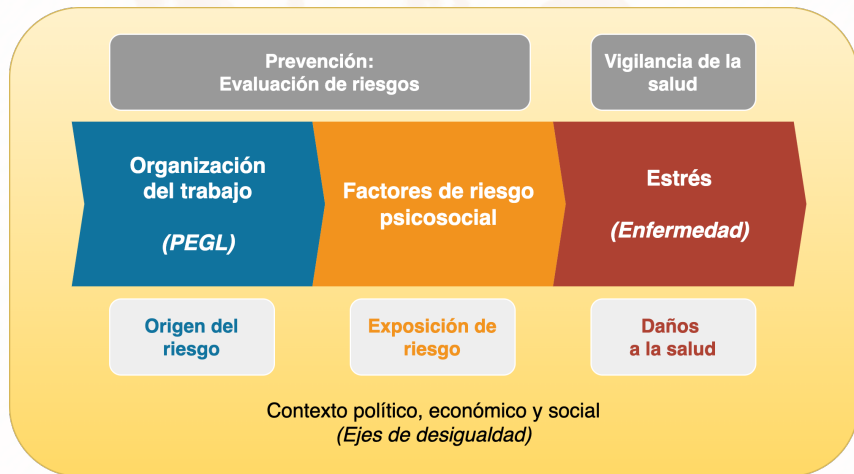 Prevención:
Evaluación de riesgos
Vigilancia de la
salud
Organización
del trabajo
(PEGL)
Factores de riesgo
psicosocial
Estrés
(Enfermedad)
Origen del
riesgo
Exposición de
riesgo
Daños
a la salud
Contexto político, económico y social
(Ejes de desigualdad)